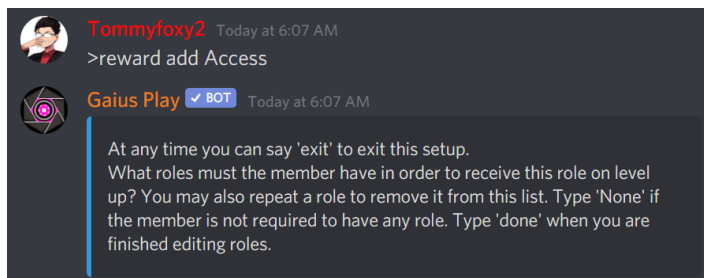 Tommyfoxy2 Today at 6:07 AM
>reward add Access
Gaius Play ✓ BOT Today at 6:07 AM
At any time you can say 'exit' to exit this setup.
What roles must the member have in order to receive this role on level
up? You may also repeat a role to remove it from this list. Type 'None' if
the member is not required to have any role. Type 'done' when you are
finished editing roles.